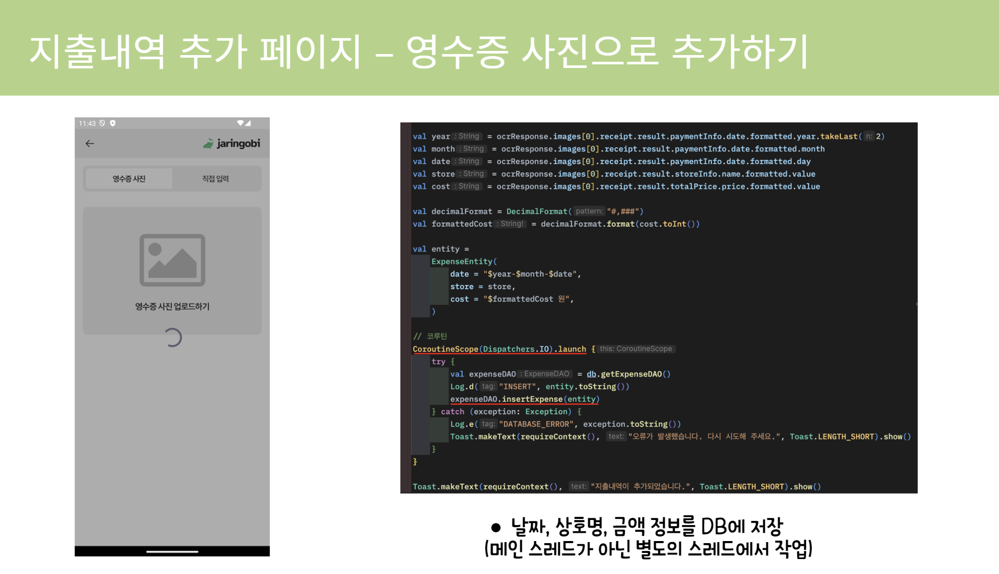 지출내역 추가 페이지 – 영수증 사진으로 추가하기
11:43
jaringobi
영수증 사진
직접 입력
영수증 사진 업로드하기
val year : String = ocrResponse.images[0].receipt.result.paymentInfo.date.formatted.year.takeLast( n: 2)
val month : String = ocrResponse.images[0].receipt.result.paymentInfo.date.formatted.month
val date : String = ocrResponse.images[0].receipt.result.paymentInfo.date.formatted.day
val store : String = ocrResponse.images[0].receipt.result.storeInfo.name.formatted.value
val cost : String = ocrResponse.images[0].receipt.result.totalPrice.price.formatted.value
val decimalFormat = DecimalFormat( pattern: "#,###")
val formattedCost : String! = decimalFormat.format(cost.toInt())
val entity =
ExpenseEntity(
date = "$year-$month-$date",
store = store,
cost = "$formattedCost 원",
)
// 코루틴
CoroutineScope(Dispatchers.IO).launch { this: CoroutineScope
try {
val expenseDAO : ExpenseDAO = db.getExpenseDAO()
Log.d( tag: "INSERT", entity.toString())
expenseDAO.insertExpense(entity)
} catch (exception: Exception) {
Log.e( tag: "DATABASE_ERROR", exception.toString())
Toast.makeText(requireContext(), text: "오류가 발생했습니다. 다시 시도해 주세요.", Toast.LENGTH_SHORT).show()
}
}
Toast.makeText(requireContext(), text: "지출내역이 추가되었습니다.", Toast.LENGTH_SHORT).show()
● 날짜, 상호명, 금액 정보를 DB에 저장
(메인 스레드가 아닌 별도의 스레드에서 작업)